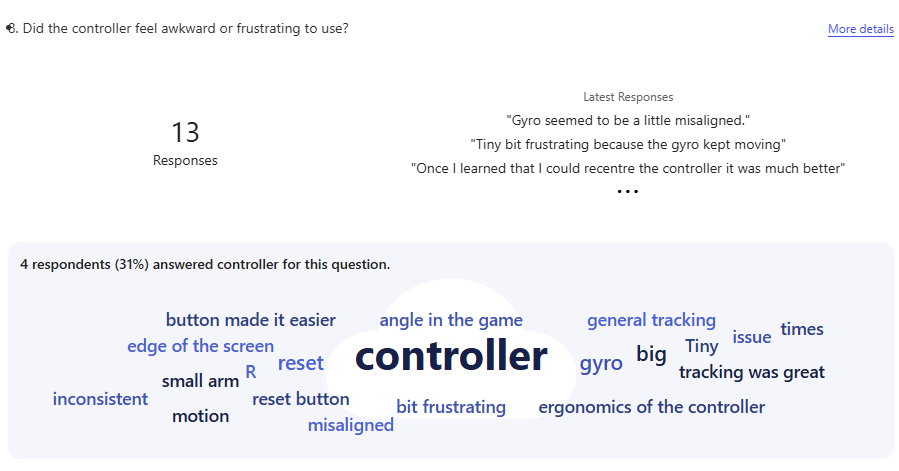 8. Did the controller feel awkward or frustrating to use?
More details
13
Responses
Latest Responses
"Gyro seemed to be a little misaligned."
"Tiny bit frustrating because the gyro kept moving"
"Once I learned that I could recentre the controller it was much better"
...
4 respondents (31%) answered controller for this question.
button made it easier
angle in the game
general tracking
times
issue
edge of the screen
Tiny
big
controller
reset
gyro
R
tracking was great
small arm
inconsistent
reset button
bit frustrating
ergonomics of the controller
motion
misaligned